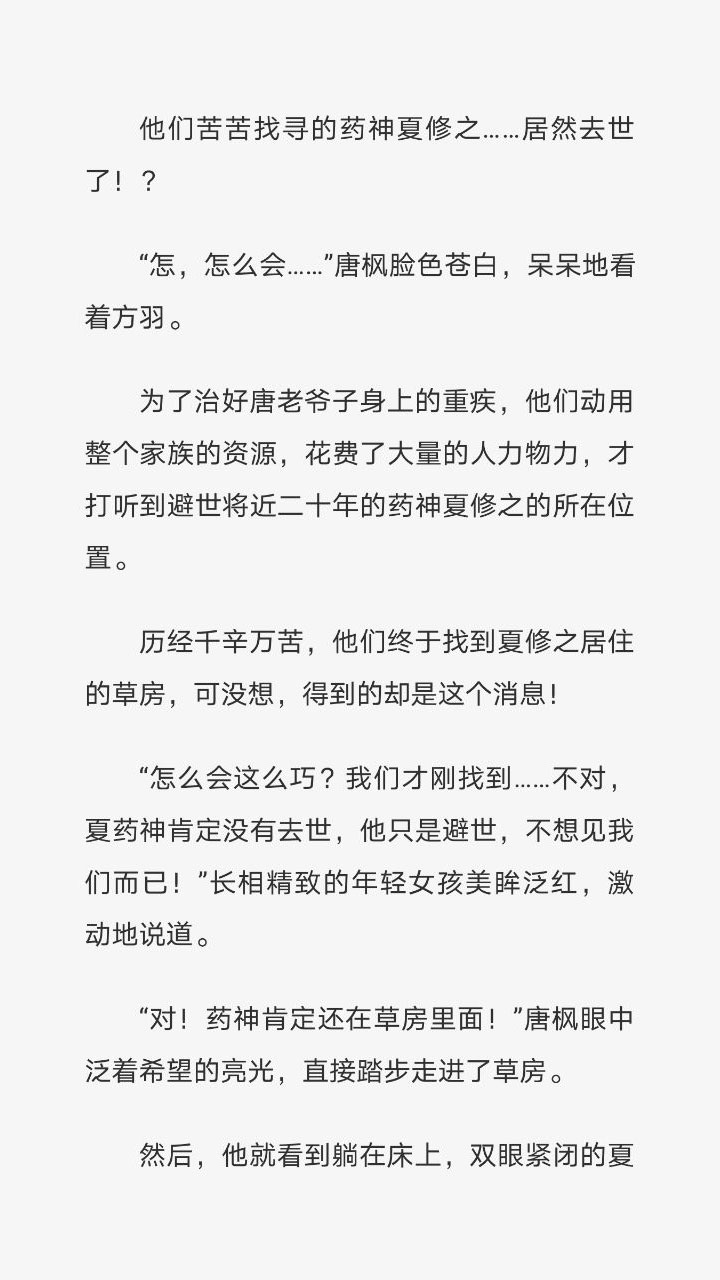 他们苦苦找寻的药神夏修之……居然去世
了！？
“怎，怎么会……”唐枫脸色苍白，呆呆地看
着方羽。
为了治好唐老爷子身上的重疾，他们动用
整个家族的资源，花费了大量的人力物力，才
打听到避世将近二十年的药神夏修之的所在位
置。
历经千辛万苦，他们终于找到夏修之居住
的草房，可没想，得到的却是这个消息！
“怎么会这么巧？我们才刚找到……不对，
夏药神肯定没有去世，他只是避世，不想见我
们而已！”长相精致的年轻女孩美眸泛红，激
动地说道。
“对！药神肯定还在草房里面！”唐枫眼中
泛着希望的亮光，直接踏步走进了草房。
然后，他就看到躺在床上，双眼紧闭的夏